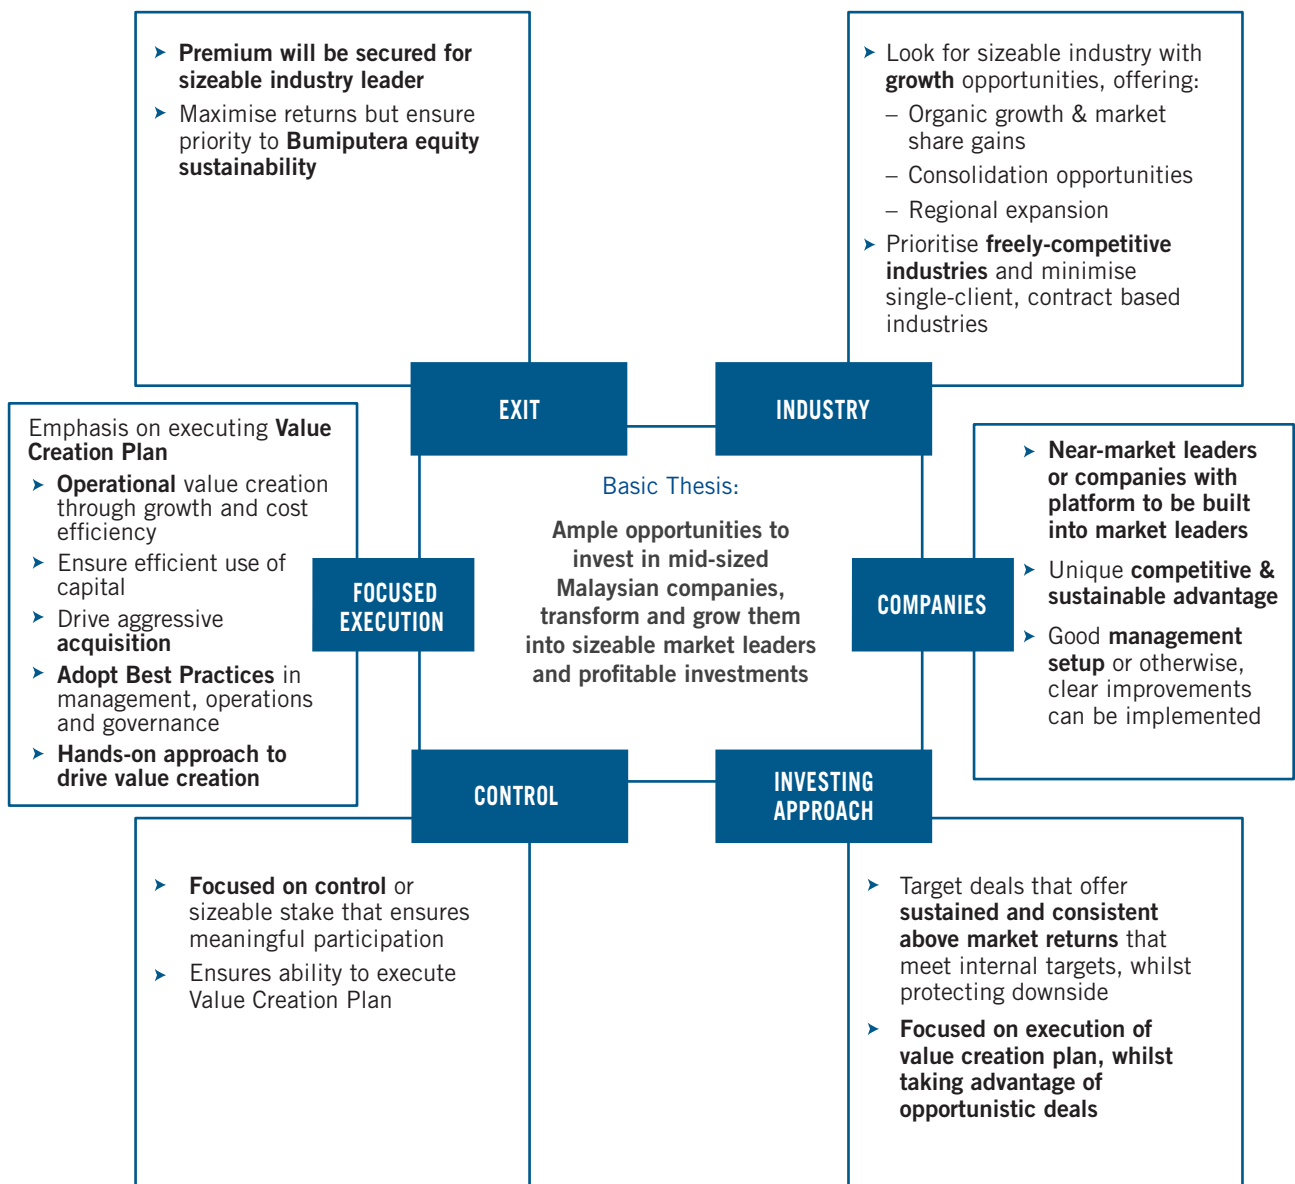 ➤ Premium will be secured for
sizeable industry leader
➤ Maximise returns but ensure
priority to Bumiputera equity
sustainability
➤ Look for sizeable industry with
growth opportunities, offering:
– Organic growth & market
share gains
– Consolidation opportunities
– Regional expansion
➤ Prioritise freely-competitive
industries and minimise
single-client, contract based
industries
EXIT
INDUSTRY
Emphasis on executing Value
Creation Plan
➤ Operational value creation
through growth and cost
efficiency
➤ Ensure efficient use of
capital
➤ Drive aggressive
acquisition
➤ Adopt Best Practices in
management, operations
and governance
➤ Hands-on approach to
drive value creation
FOCUSED
EXECUTION
Basic Thesis:
Ample opportunities to
invest in mid-sized
Malaysian companies,
transform and grow them
into sizeable market leaders
and profitable investments
COMPANIES
➤ Near-market leaders
or companies with
platform to be built
into market leaders
➤ Unique competitive &
sustainable advantage
➤ Good management
setup or otherwise,
clear improvements
can be implemented
CONTROL
INVESTING
APPROACH
➤ Focused on control or
sizeable stake that ensures
meaningful participation
➤ Ensures ability to execute
Value Creation Plan
➤ Target deals that offer
sustained and consistent
above market returns that
meet internal targets, whilst
protecting downside
➤ Focused on execution of
value creation plan, whilst
taking advantage of
opportunistic deals